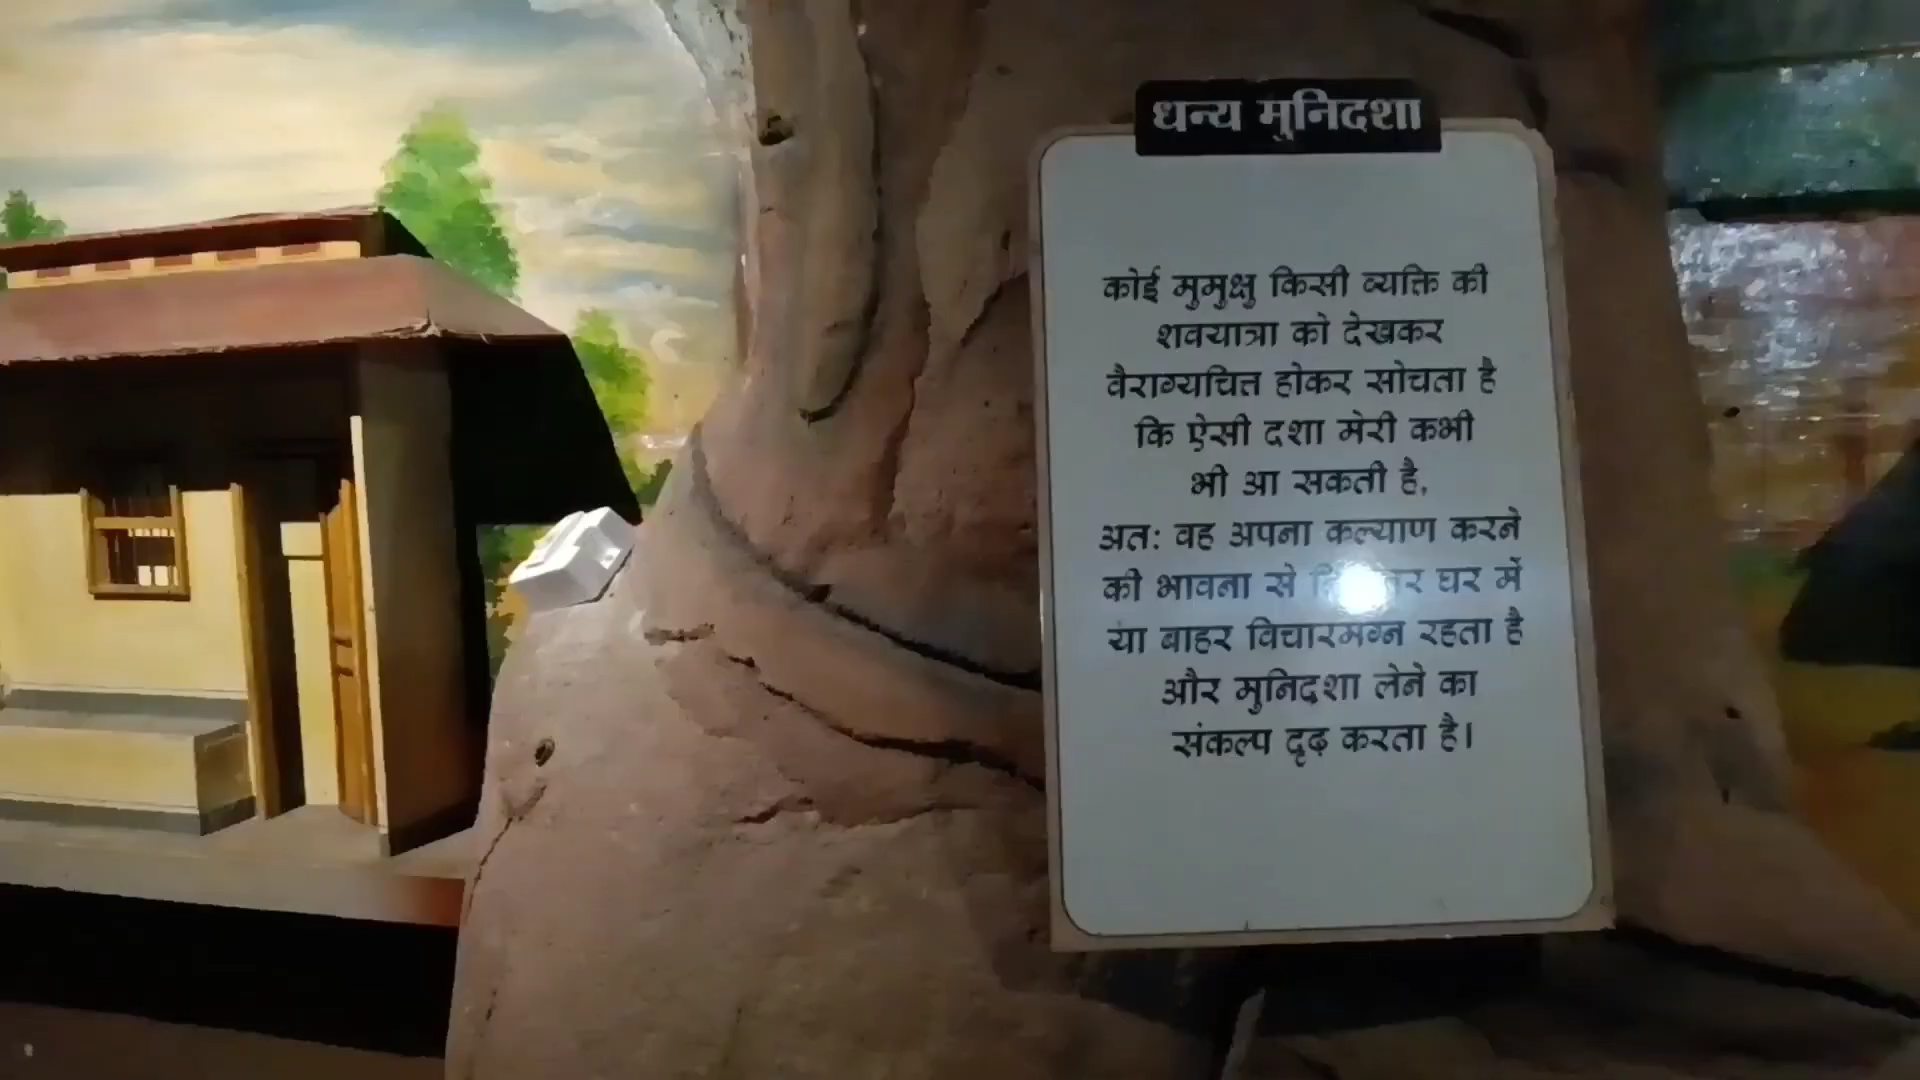 धन्य मुनिदशा
कोई मुमुक्षु किसी व्यक्ति की
शवयात्रा को देखकर
वैराग्यचित्त होकर सोचता है
कि ऐसी दशा मेरी कभी
भी आ सकती है,
अतः वह अपना कल्याण करने
की भावना से घर में
या बाहर विचारमग्न रहता है
और मुनिदशा लेने का
संकल्प दृढ़ करता है।